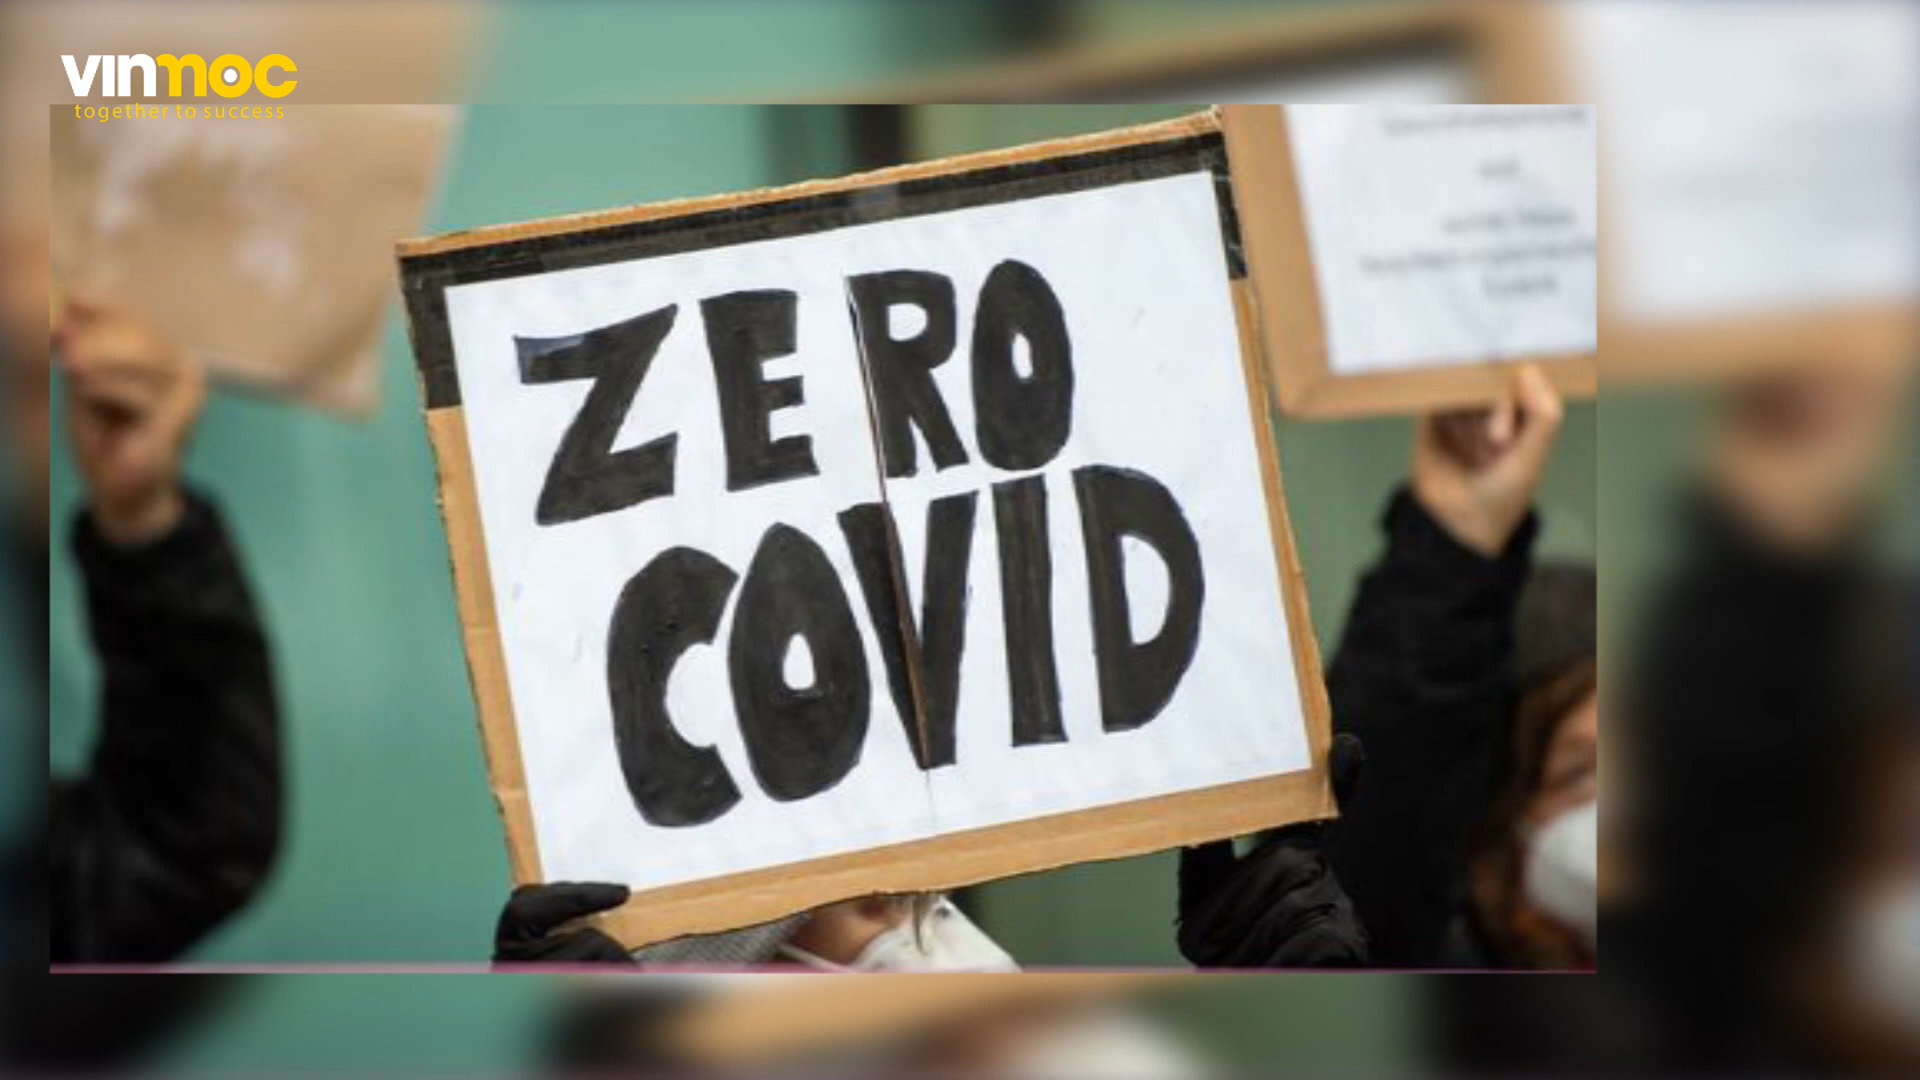 vinmoc
together to success
ZERO
COVID